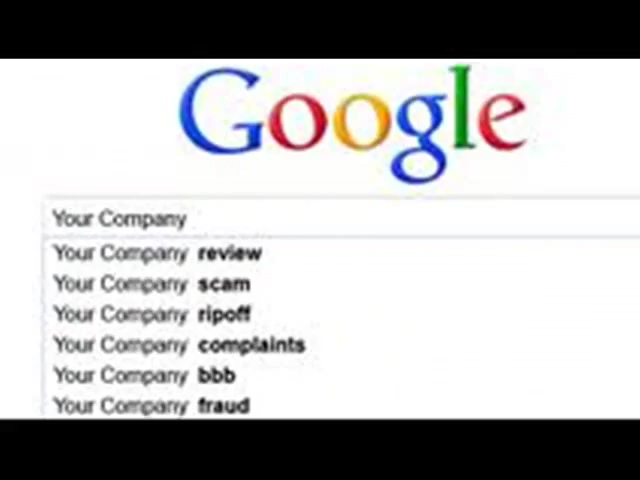 Google
Your Company
Your Company review
Your Company scam
Your Company ripoff
Your Company complaints
Your Company bbb
Your Company fraud